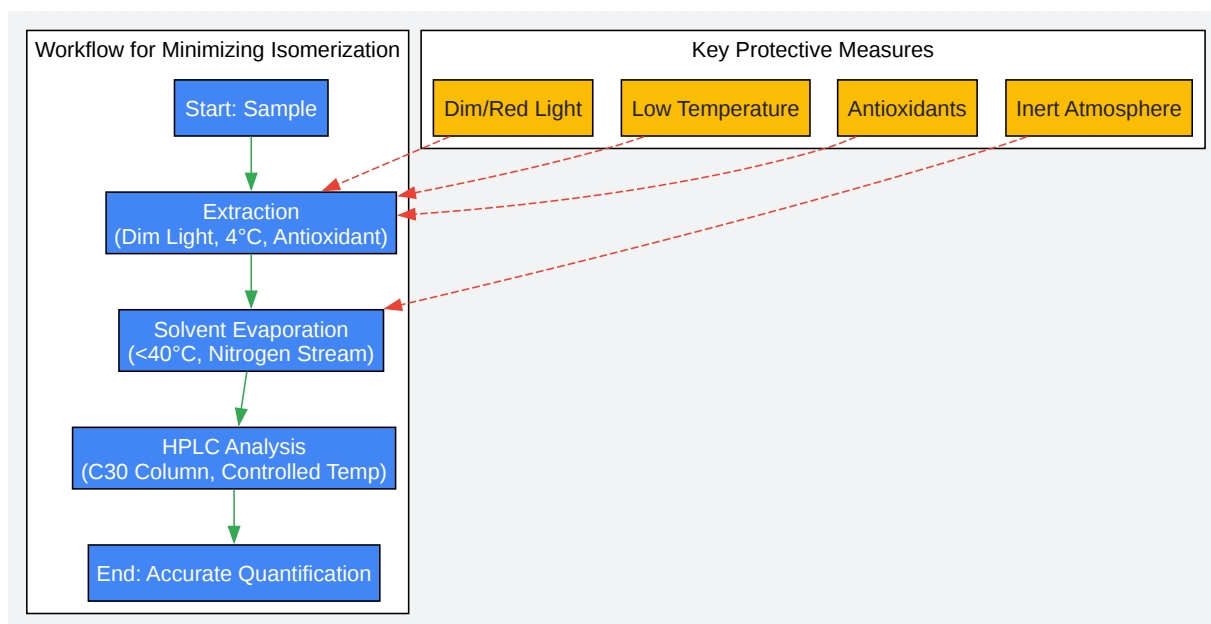 Workflow for Minimizing Isomerization
Start: Sample
Extraction
(Dim Light, 4°C, Antioxidant)
Solvent Evaporation
(<40°C, Nitrogen Stream)
HPLC Analysis
(C30 Column, Controlled Temp)
End: Accurate Quantification
Key Protective Measures
Dim/Red Light
Low Temperature
Antioxidants
Inert Atmosphere